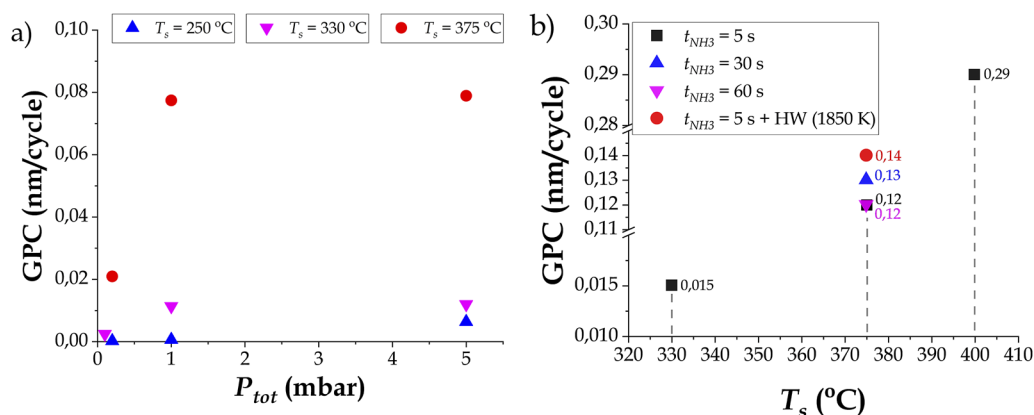 a)
T_s = 250 ºC
T_s = 330 ºC
T_s = 375 ºC
GPC (nm/cycle)
0,10
0,08
0,06
0,04
0,02
0,00
0
1
2
3
4
5
P_tot (mbar)
b)
t_NH3 = 5 s
t_NH3 = 30 s
t_NH3 = 60 s
t_NH3 = 5 s + HW (1850 K)
GPC (nm/cycle)
0,30
0,29
0,28
0,14
0,13
0,12
0,11
0,015
0,010
0,29
0,14
0,13
0,12
0,12
0,015
320
330
340
350
360
370
380
390
400
410
T_s (ºC)